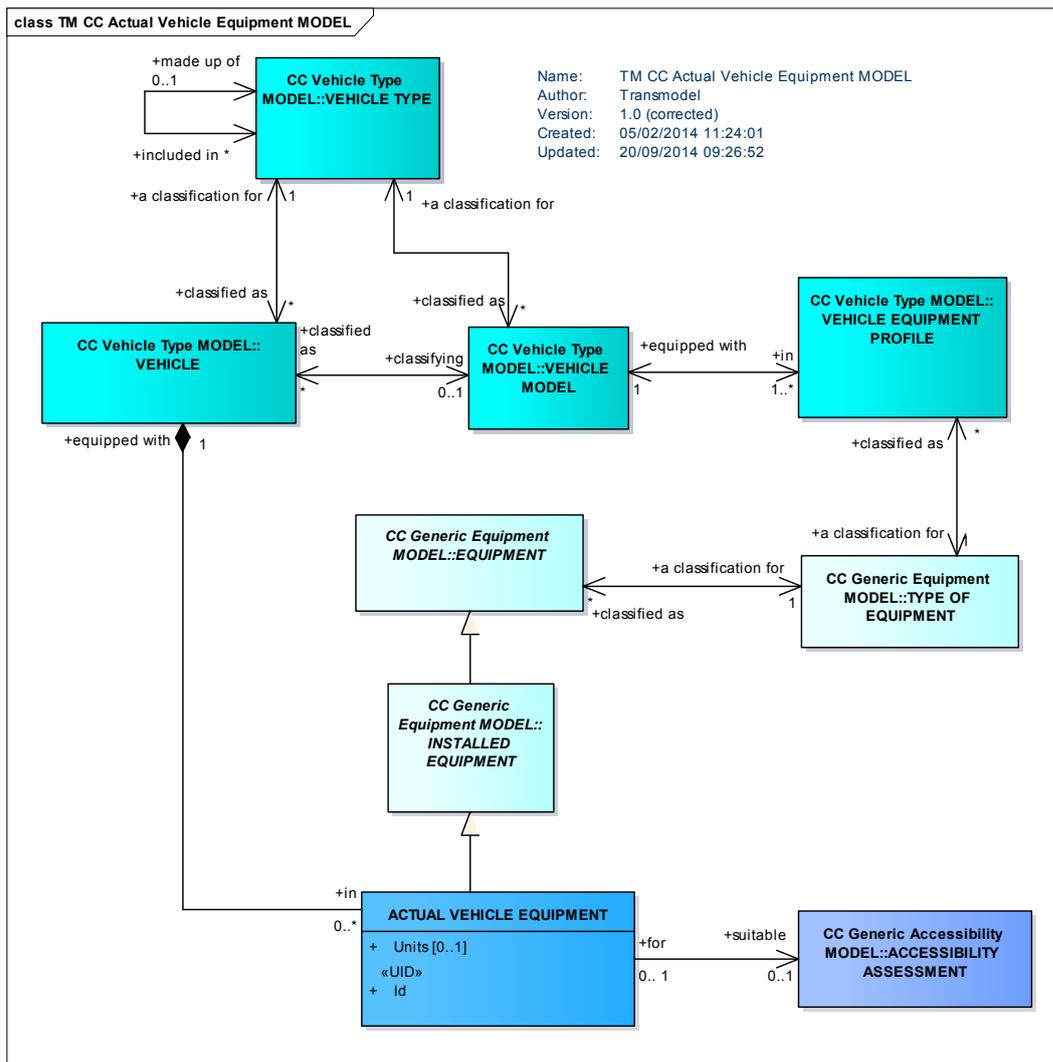 class TM CC Actual Vehicle Equipment MODEL
+made up of
0..1
+included in *
CC Vehicle Type
MODEL::VEHICLE TYPE
Name: TM CC Actual Vehicle Equipment MODEL
Author: Transmodel
Version: 1.0 (corrected)
Created: 05/02/2014 11:24:01
Updated: 20/09/2014 09:26:52
+a classification for 1
1
+a classification for
+classified as *
+classified as *
CC Vehicle Type MODEL::
VEHICLE
+classified
as
*
+classifying
0..1
CC Vehicle Type
MODEL::VEHICLE
MODEL
+equipped with
1
+in
1..*
CC Vehicle Type MODEL::
VEHICLE EQUIPMENT
PROFILE
+equipped with 1
+classified as *
+a classification for 1
CC Generic Equipment
MODEL::EQUIPMENT
*
+classified as
+a classification for
1
CC Generic Equipment
MODEL::TYPE OF
EQUIPMENT
CC Generic
Equipment MODEL::
INSTALLED
EQUIPMENT
+in
0..*
ACTUAL VEHICLE EQUIPMENT
+ Units [0..1]
«UID»
+ Id
+for
0.. 1
+suitable
0..1
CC Generic Accessibility
MODEL::ACCESSIBILITY
ASSESSMENT